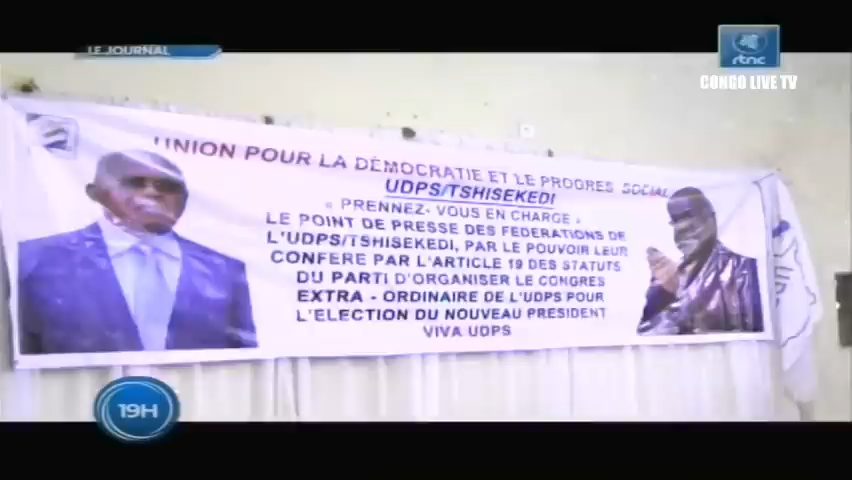 LE JOURNAL
rtnc
CONGO LIVE TV
UNION POUR LA DÉMOCRATIE ET LE PROGRES SOCIAL
UDPS/TSHISEKEDI
« PRENNEZ- VOUS EN CHARGE »
LE POINT DE PRESSE DES FEDERATIONS DE
L'UDPS/TSHISEKEDI, PAR LE POUVOIR LEUR
CONFERE PAR L'ARTICLE 19 DES STATUTS
DU PARTI D'ORGANISER LE CONGRES
EXTRA - ORDINAIRE DE L'UDPS POUR
L'ELECTION DU NOUVEAU PRESIDENT
VIVA UDPS
19H